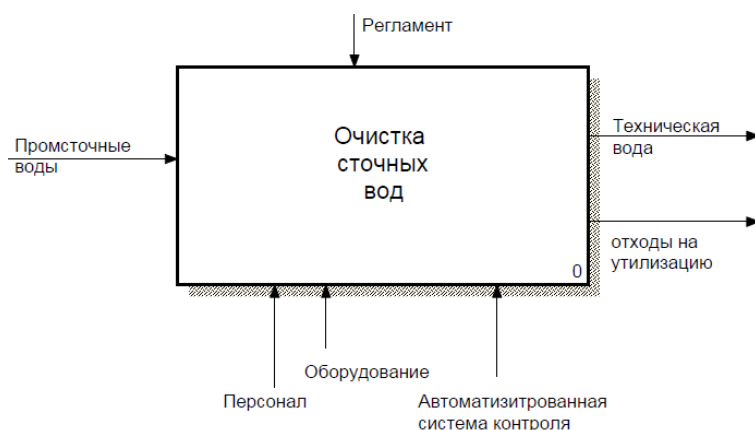 Регламент
Промсточные
воды
Очистка
сточных
вод
Техническая
вода
отходы на
утилизацию
0
Оборудование
Персонал
Автоматизитрованная
система контроля